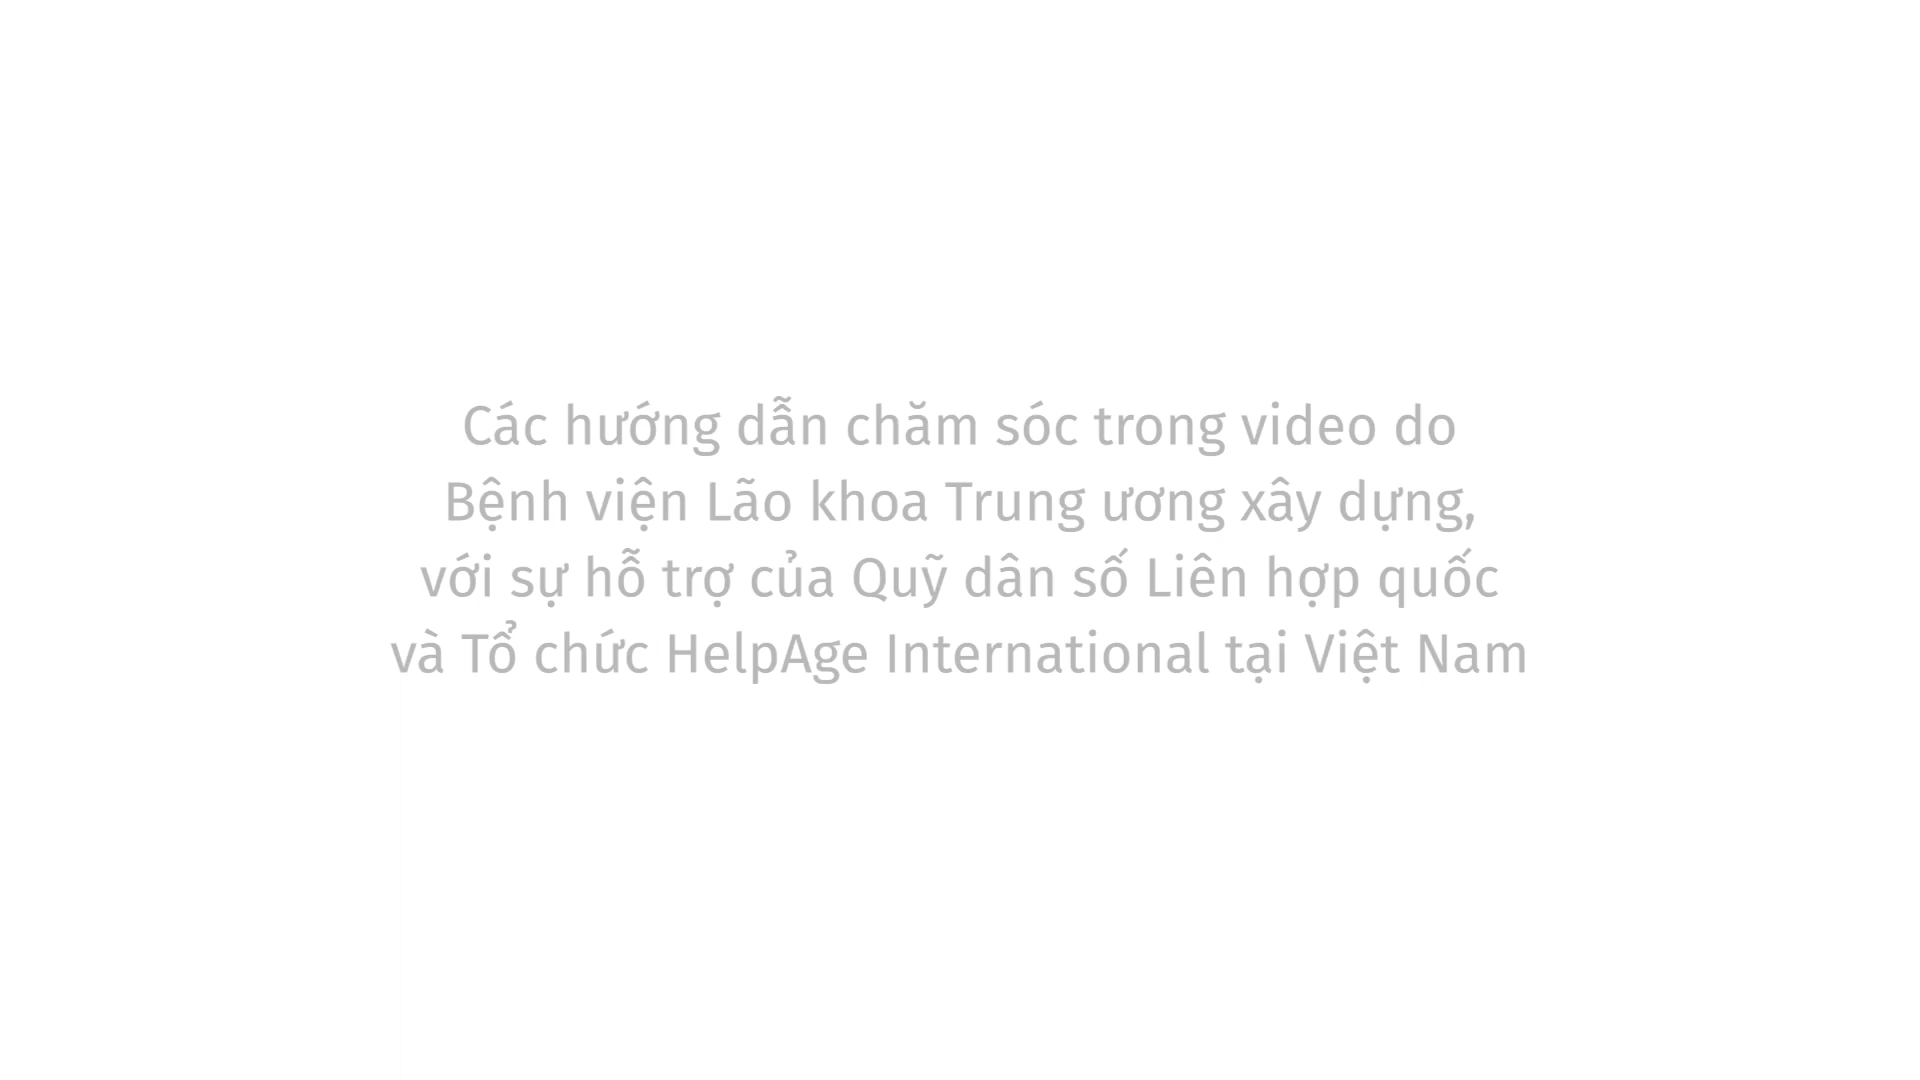 Các hướng dẫn chăm sóc trong video do
Bệnh viện Lão khoa Trung ương xây dựng,
với sự hỗ trợ của Quỹ dân số Liên hợp quốc
và Tổ chức HelpAge International tại Việt Nam